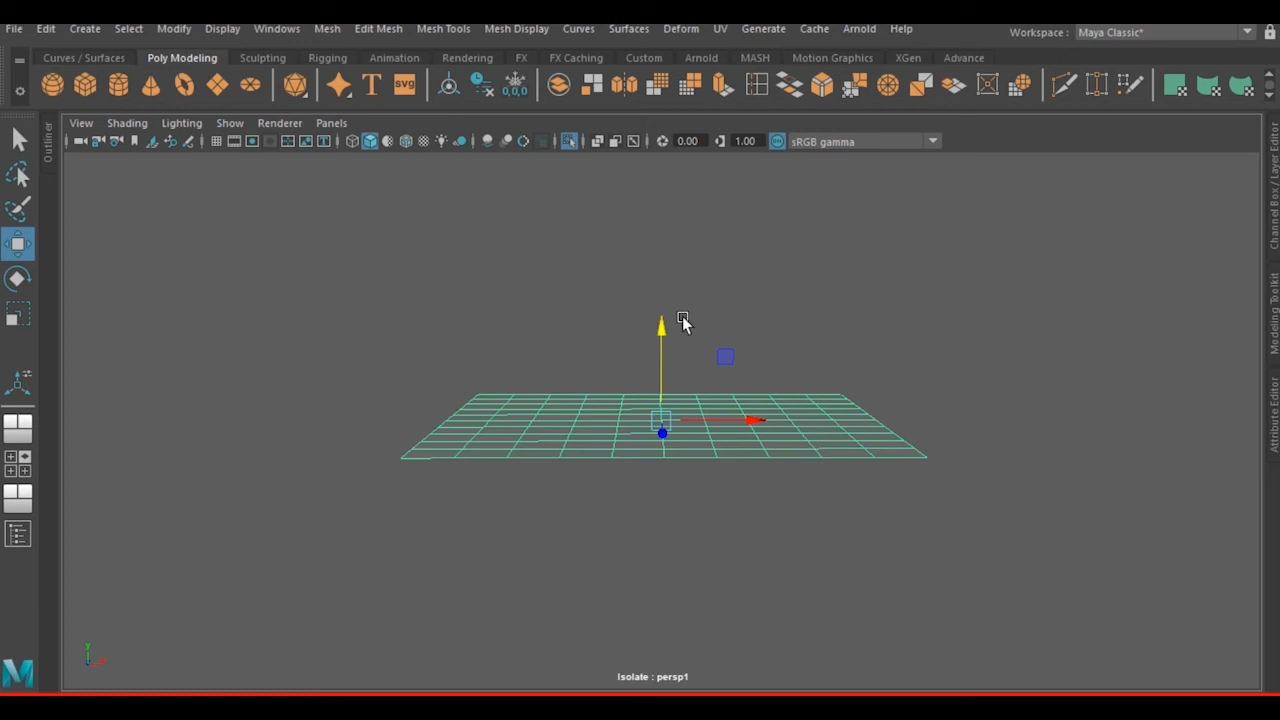 File Edit Create Select Modify Display Windows Mesh Edit Mesh Mesh Tools Mesh Display Curves Surfaces Deform UV Generate Cache Arnold Help
Workspace : Maya Classic*
Curves / Surfaces Poly Modeling Sculpting Rigging Animation Rendering FX FX Caching Custom Arnold MASH Motion Graphics XGen Advance
T SVG 0,0,0
View Shading Lighting Show Renderer Panels
0.00 1.00 sRGB gamma
Outliner
Channel Box / Layer Editor
Modeling Toolkit
Attribute Editor
y
Isolate : persp1